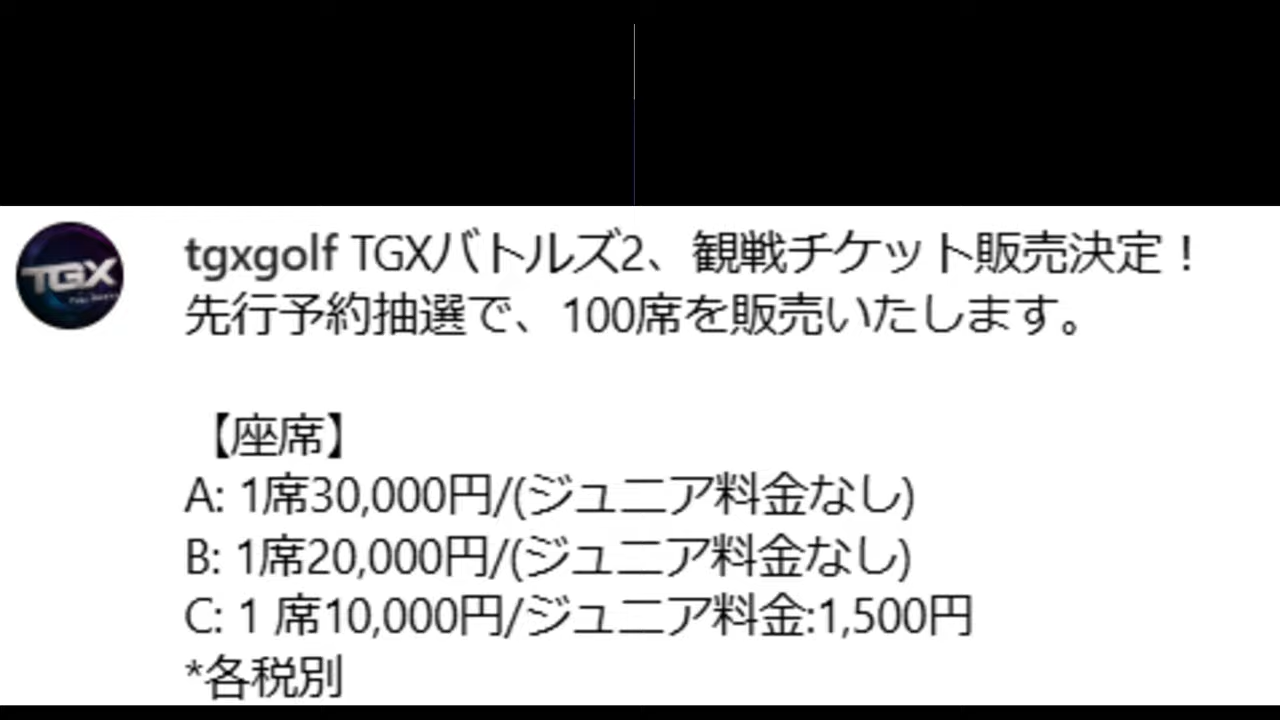 TGX
tgxgolf TGXバトルズ2、観戦チケット販売決定！
先行予約抽選で、100席を販売いたします。
【座席】
A: 1席30,000円/(ジュニア料金なし)
B: 1席20,000円/(ジュニア料金なし)
C: 1 席10,000円/ジュニア料金:1,500円
*各税別